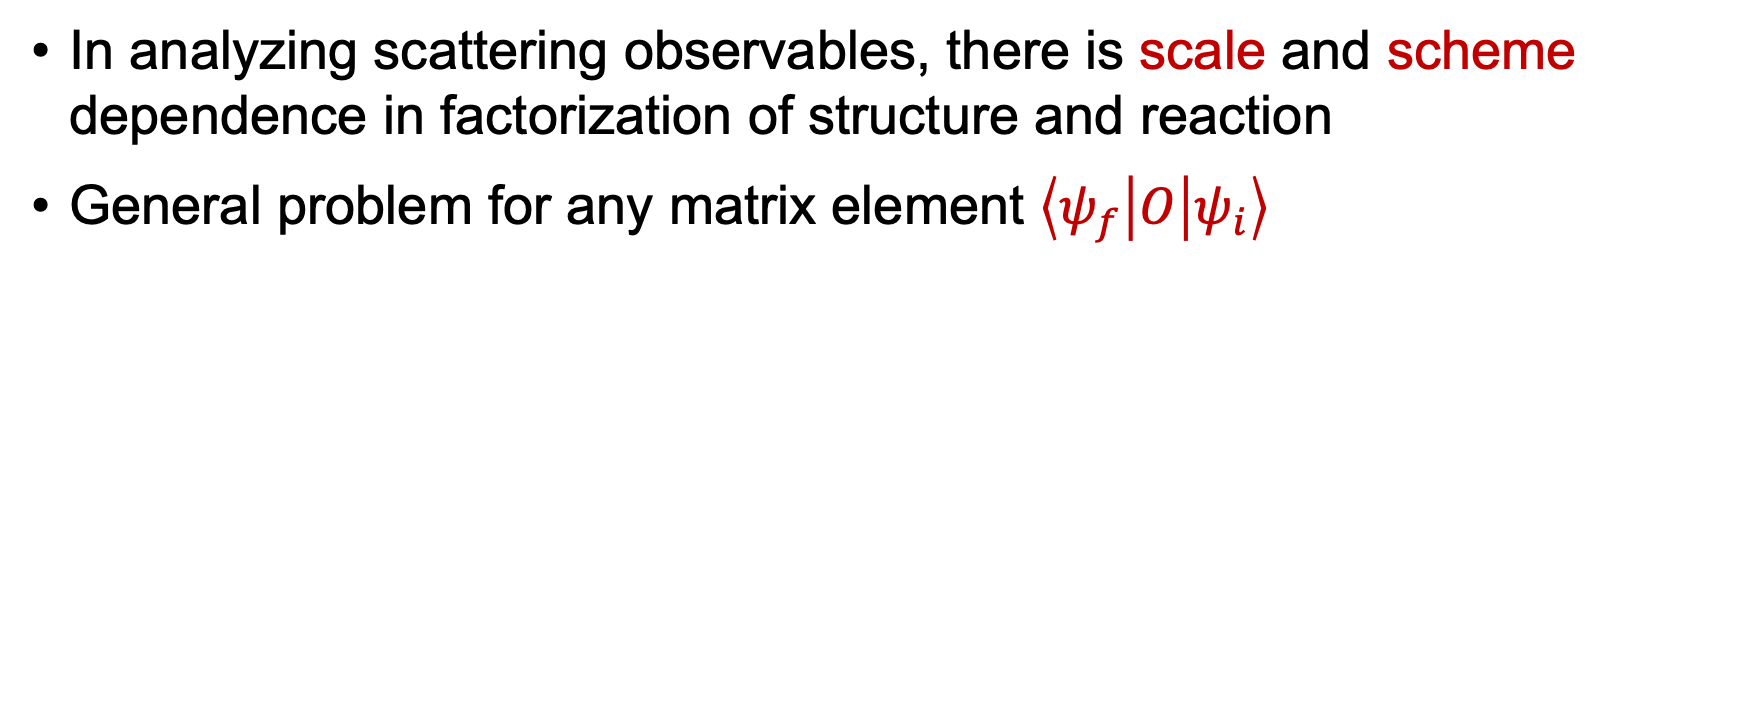 • In analyzing scattering observables, there is scale and scheme
dependence in factorization of structure and reaction
• General problem for any matrix element ⟨ψ_f|O|ψ_i⟩